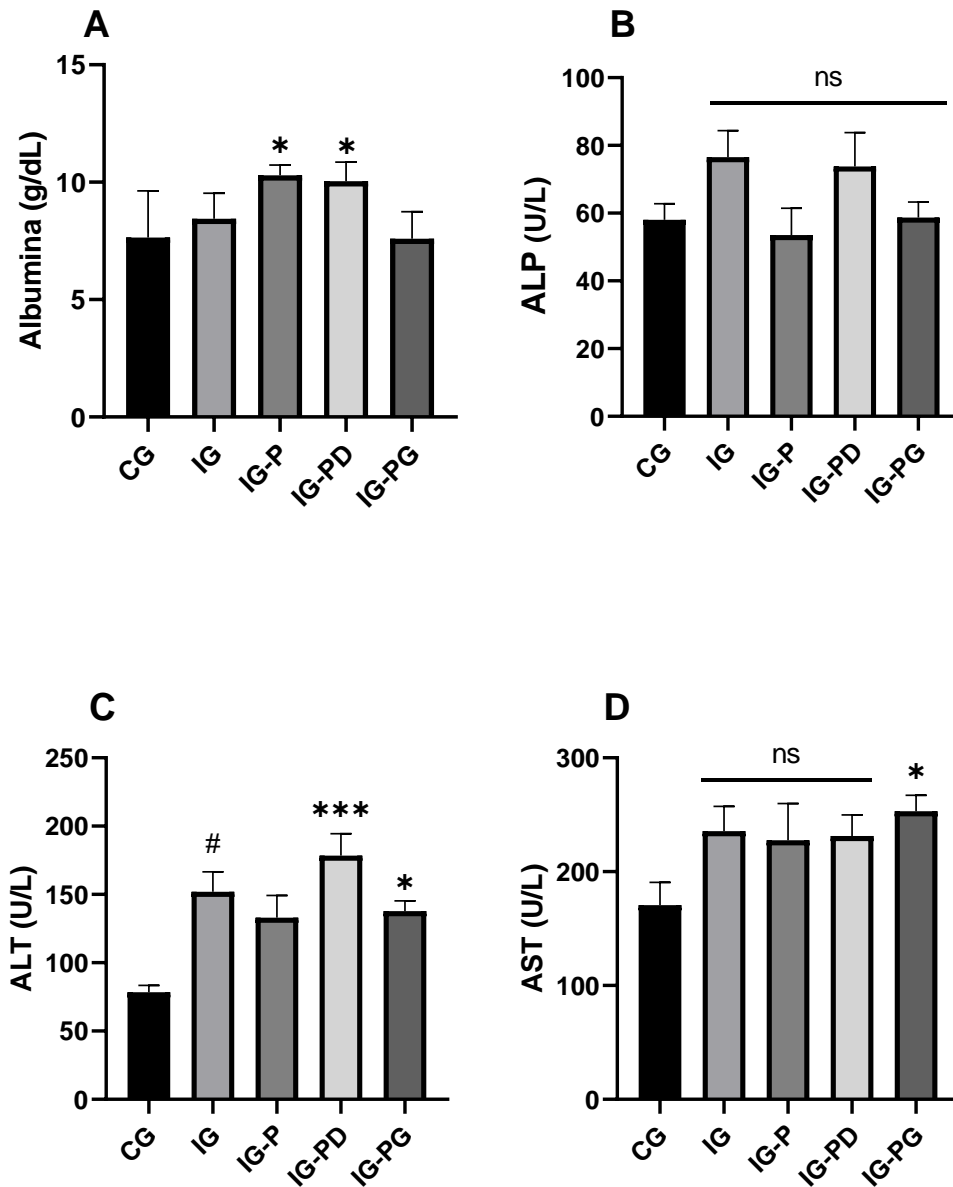 A
Albumina (g/dL)
15
10
5
0
* *
CG IG IG-P IG-PD IG-PG
B
ALP (U/L)
100
80
60
40
20
0
ns
CG IG IG-P IG-PD IG-PG
C
ALT (U/L)
250
200
150
100
50
0
# *** *
CG IG IG-P IG-PD IG-PG
D
AST (U/L)
300
200
100
0
ns *
CG IG IG-P IG-PD IG-PG